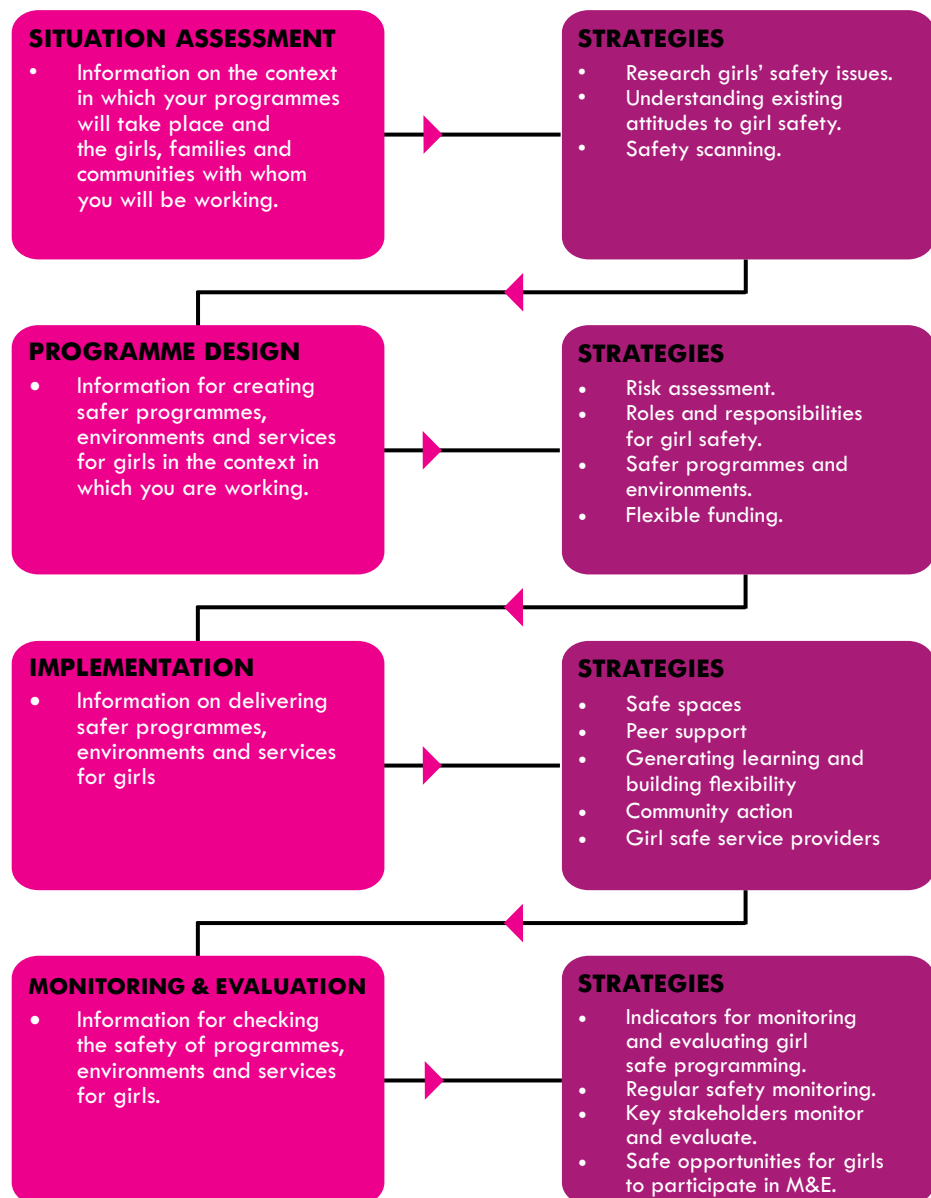 SITUATION ASSESSMENT
• Information on the context
in which your programmes
will take place and
the girls, families and
communities with whom
you will be working.
STRATEGIES
• Research girls’ safety issues.
• Understanding existing
attitudes to girl safety.
• Safety scanning.
PROGRAMME DESIGN
• Information for creating
safer programmes,
environments and services
for girls in the context in
which you are working.
STRATEGIES
• Risk assessment.
• Roles and responsibilities
for girl safety.
• Safer programmes and
environments.
• Flexible funding.
IMPLEMENTATION
• Information on delivering
safer programmes,
environments and services
for girls
STRATEGIES
• Safe spaces
• Peer support
• Generating learning and
building flexibility
• Community action
• Girl safe service providers
MONITORING & EVALUATION
• Information for checking
the safety of programmes,
environments and services
for girls.
STRATEGIES
• Indicators for monitoring
and evaluating girl
safe programming.
• Regular safety monitoring.
• Key stakeholders monitor
and evaluate.
• Safe opportunities for girls
to participate in M&E.